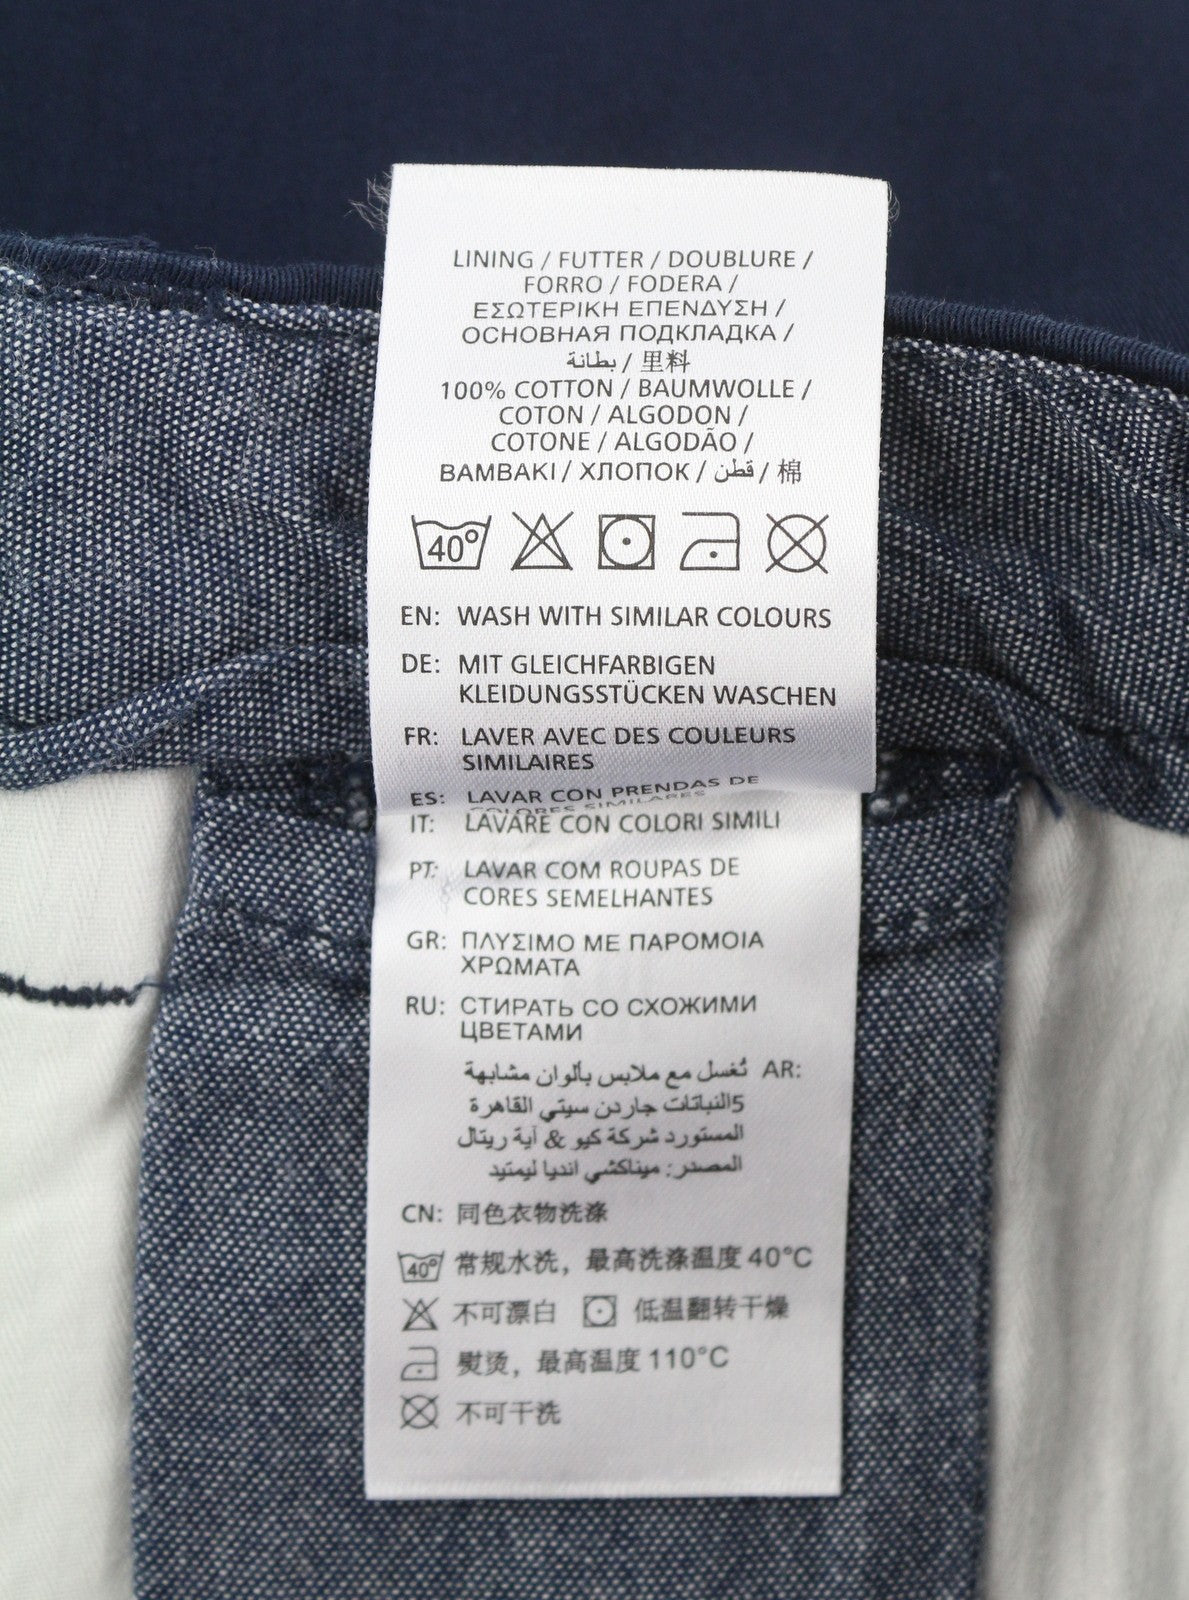 LINING / FUTTER / DOUBLURE /
FORRO / FODERA /
ΕΣΩΤΕΡΙΚΗ ΕΠΕΝΔΥΣΗ /
ОСНОВНАЯ ПОДКЛАДКА /
بطانة / 里料
100% COTTON / BAUMWOLLE /
COTON / ALGODON /
COTONE / ALGODÃO /
ΒΑΜΒΑΚΙ / ХЛОПОК / قطن / 棉
40°
EN: WASH WITH SIMILAR COLOURS
DE: MIT GLEICHFARBIGEN
KLEIDUNGSSTÜCKEN WASCHEN
FR: LAVER AVEC DES COULEURS
SIMILAIRES
ES: LAVAR CON PRENDAS DE
COLORES SIMILARES
IT: LAVARE CON COLORI SIMILI
PT: LAVAR COM ROUPAS DE
CORES SEMELHANTES
GR: ΠΛΥΣΙΜΟ ΜΕ ΠΑΡΟΜΟΙΑ
ΧΡΩΜΑΤΑ
RU: СТИРАТЬ СО СХОЖИМИ
ЦВЕТАМИ
AR: تُغسل مع ملابس بألوان مشابهة
5النباتات جاردن سيتي القاهرة
المستورد شركة كيو & آية ريتال
المصدر: ميناكشي انديا ليمتيد
CN: 同色衣物洗涤
40° 常规水洗，最高洗涤温度 40°C
不可漂白 低温翻转干燥
熨烫，最高温度 110°C
不可干洗